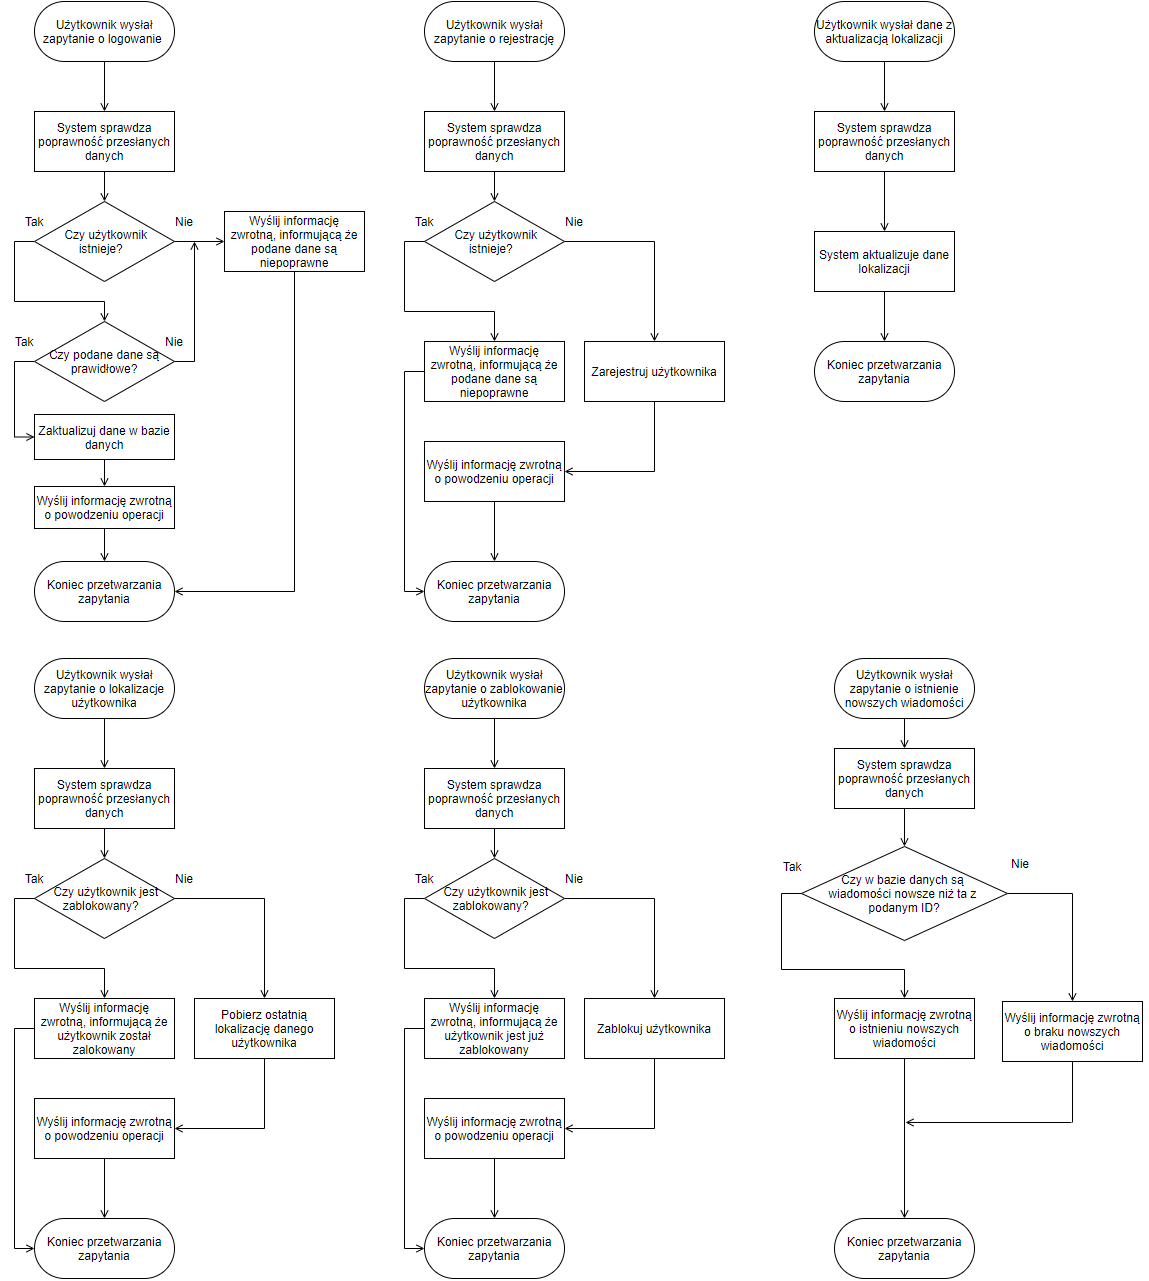 Użytkownik wysłał
zapytanie o logowanie
System sprawdza
poprawność przesłanych
danych
Tak
Nie
Czy użytkownik
istnieje?
Wyślij informację
zwrotną, informującą że
podane dane są
niepoprawne
Tak
Nie
Czy podane dane są
prawidłowe?
Zaktualizuj dane w bazie
danych
Wyślij informację zwrotną
o powodzeniu operacji
Koniec przetwarzania
zapytania
Użytkownik wysłał
zapytanie o rejestrację
System sprawdza
poprawność przesłanych
danych
Tak
Nie
Czy użytkownik
istnieje?
Wyślij informację
zwrotną, informującą że
podane dane są
niepoprawne
Zarejestruj użytkownika
Wyślij informację zwrotną
o powodzeniu operacji
Koniec przetwarzania
zapytania
Użytkownik wysłał dane z
aktualizacją lokalizacji
System sprawdza
poprawność przesłanych
danych
System aktualizuje dane
lokalizacji
Koniec przetwarzania
zapytania
Użytkownik wysłał
zapytanie o lokalizacje
użytkownika
System sprawdza
poprawność przesłanych
danych
Tak
Nie
Czy użytkownik jest
zablokowany?
Wyślij informację
zwrotną, informującą że
użytkownik został
zalokowany
Pobierz ostatnią
lokalizację danego
użytkownika
Wyślij informację zwrotną
o powodzeniu operacji
Koniec przetwarzania
zapytania
Użytkownik wysłał
zapytanie o zablokowanie
użytkownika
System sprawdza
poprawność przesłanych
danych
Tak
Nie
Czy użytkownik jest
zablokowany?
Wyślij informację
zwrotną, informującą że
użytkownik jest już
zablokowany
Zablokuj użytkownika
Wyślij informację zwrotną
o powodzeniu operacji
Koniec przetwarzania
zapytania
Użytkownik wysłał
zapytanie o istnienie
nowszych wiadomości
System sprawdza
poprawność przesłanych
danych
Tak
Nie
Czy w bazie danych są
wiadomości nowsze niż ta z
podanym ID?
Wyślij informację zwrotną
o istnieniu nowszych
wiadomości
Wyślij informację zwrotną
o braku nowszych
wiadomości
Koniec przetwarzania
zapytania